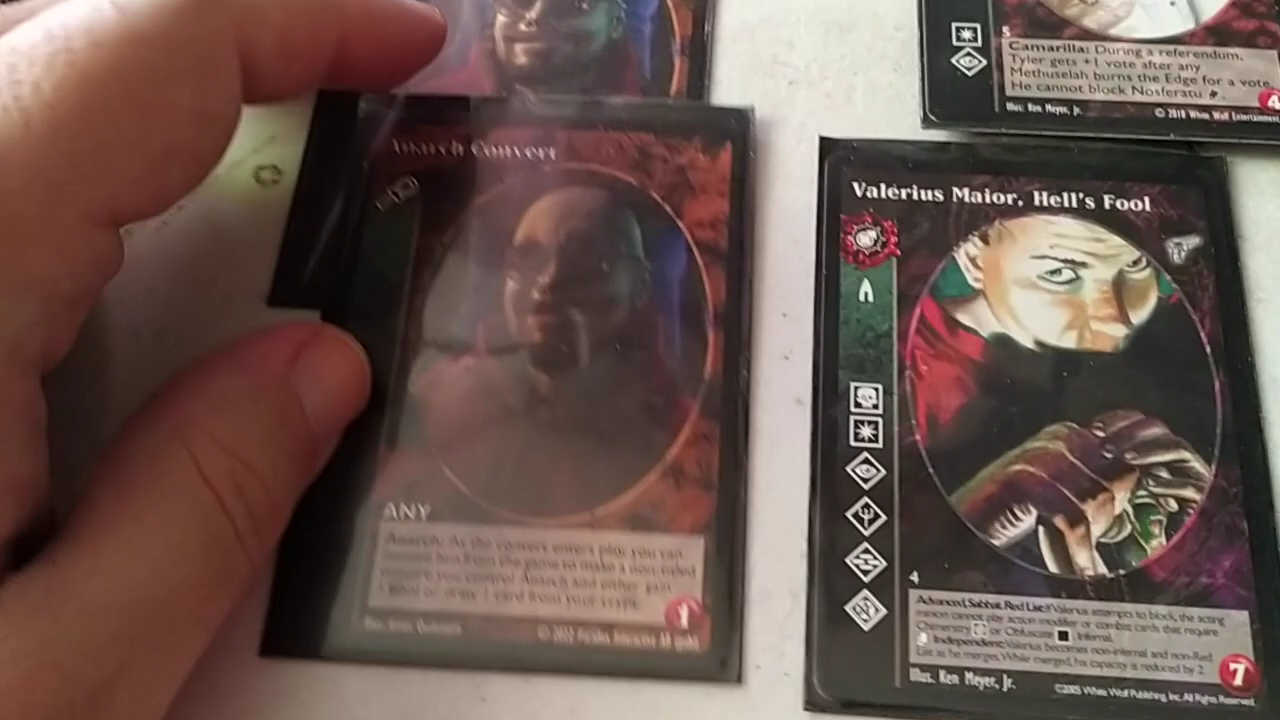 5
Camarilla: During a referendum,
Tyler gets +1 vote after any
Methuselah burns the Edge for a vote.
He cannot block Nosferatu
4
Illus. Ken Meyer, Jr.
© 2018 White Wolf Entertainment
Anarch Convert
ANY
Anarch: As the convert enters play, you can
remove him from the game to make a non-titled
vampire you control Anarch and either gain
1 pool or draw 1 card from your crypt.
1
Valerius Maior, Hell's Fool
4
Advanced, Sabbat. Red List: If Valerius attempts to block, the acting
minion cannot play action modifier or combat cards that require
Chimerstry or Obfuscate Infernal.
Independent: Valerius becomes non-infernal and non-Red
List as he merges. While merged, his capacity is reduced by 2
7
Illus. Ken Meyer, Jr.
©2005 White Wolf Publishing, Inc. All Rights Reserved.